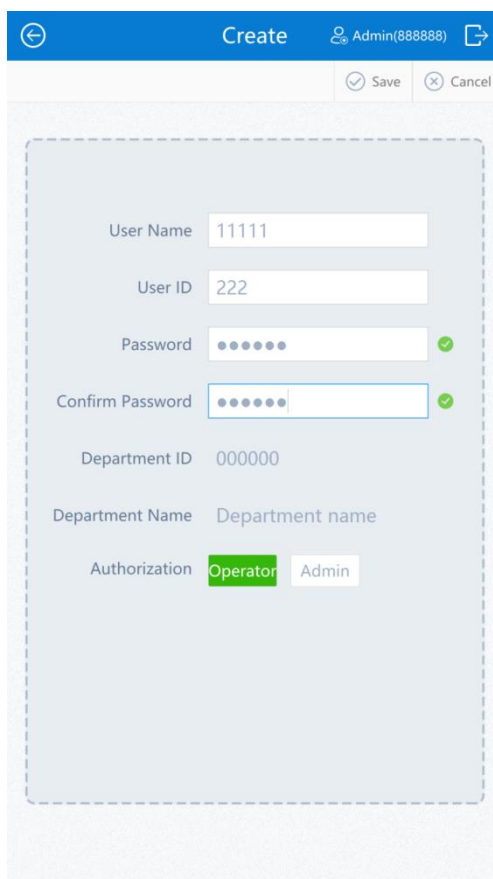 Create Admin(888888)
Save Cancel
User Name 11111
User ID 222
Password ●●●●●●
Confirm Password ●●●●●●
Department ID 000000
Department Name Department name
Authorization Operator Admin